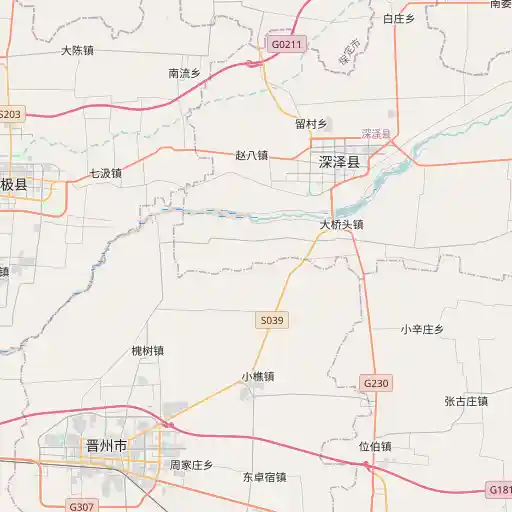 南娄
白庄乡
G0211
保定市
大陈镇
南流乡
S203
留村乡
深泽县
赵八镇
深泽县
七汲镇
极县
大桥头镇
镇
S039
小辛庄乡
槐树镇
小樵镇
G230
张古庄镇
晋州市
位伯镇
周家庄乡
东卓宿镇
G181
G307